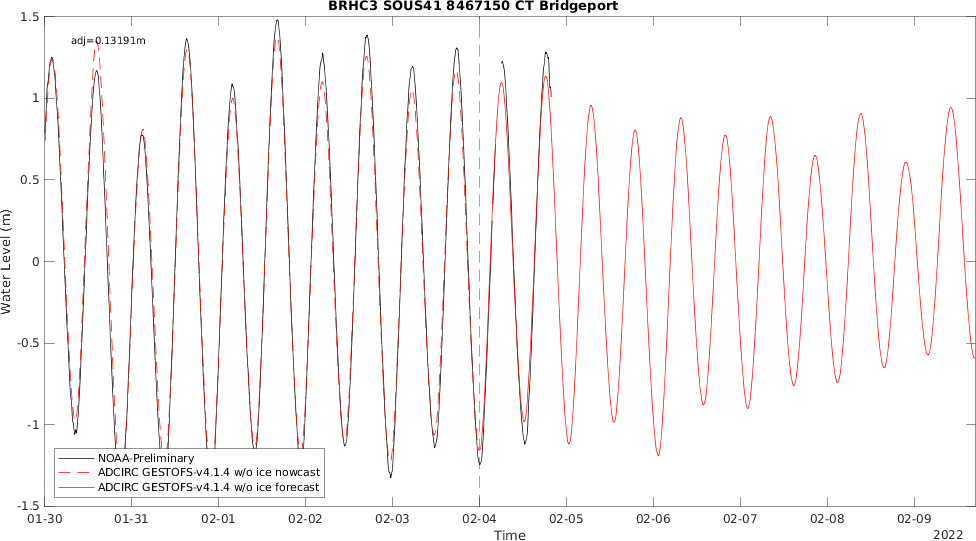 BRHC3 SOUS41 8467150 CT Bridgeport
adj=0.13191m
1.5
1
0.5
0
-0.5
-1
-1.5
Water Level (m)
NOAA-Preliminary
ADCIRC GESTOFS-v4.1.4 w/o ice nowcast
ADCIRC GESTOFS-v4.1.4 w/o ice forecast
01-30 01-31 02-01 02-02 02-03 02-04 02-05 02-06 02-07 02-08 02-09
Time
2022